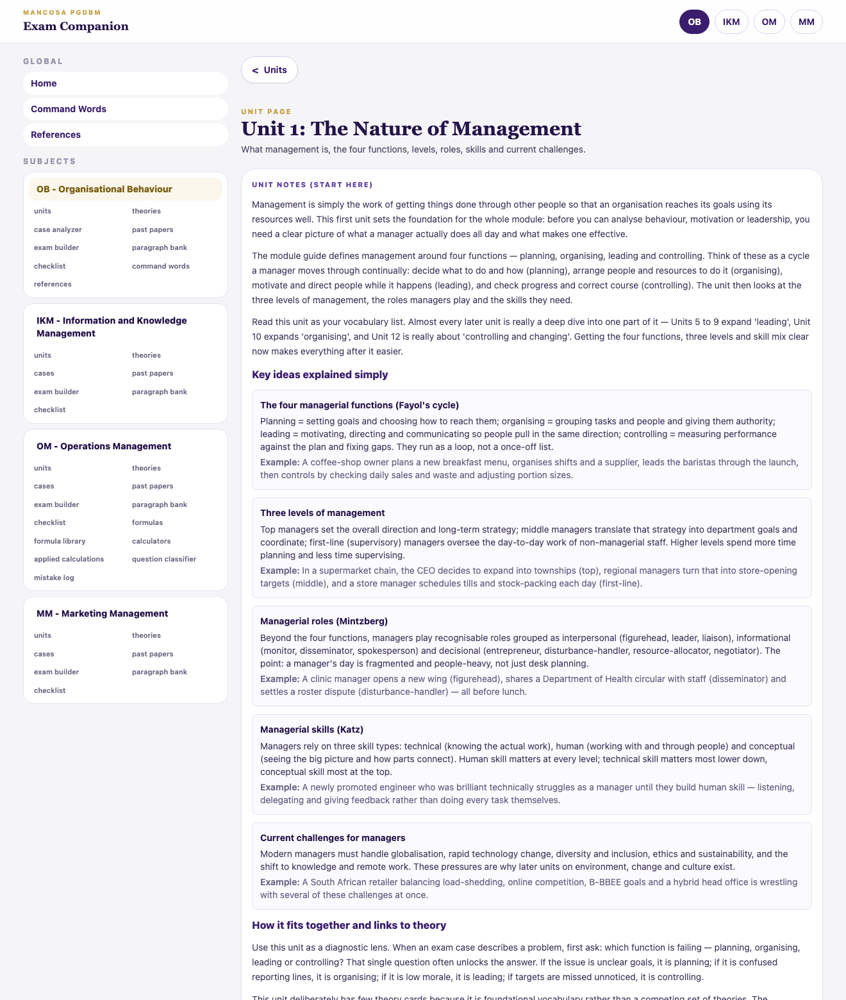 MANCOSA PGDBM
Exam Companion
OB
IKM
OM
MM
GLOBAL
Home
Command Words
References
SUBJECTS
OB - Organisational Behaviour
units
theories
case analyzer
past papers
exam builder
paragraph bank
checklist
command words
references
IKM - Information and Knowledge
Management
units
theories
cases
past papers
exam builder
paragraph bank
checklist
OM - Operations Management
units
theories
cases
past papers
exam builder
paragraph bank
checklist
formulas
formula library
calculators
applied calculations
question classifier
mistake log
MM - Marketing Management
units
theories
cases
past papers
exam builder
paragraph bank
checklist
< Units
UNIT PAGE
Unit 1: The Nature of Management
What management is, the four functions, levels, roles, skills and current challenges.
UNIT NOTES (START HERE)
Management is simply the work of getting things done through other people so that an organisation reaches its goals using its
resources well. This first unit sets the foundation for the whole module: before you can analyse behaviour, motivation or leadership, you
need a clear picture of what a manager actually does all day and what makes one effective.
The module guide defines management around four functions — planning, organising, leading and controlling. Think of these as a cycle
a manager moves through continually: decide what to do and how (planning), arrange people and resources to do it (organising),
motivate and direct people while it happens (leading), and check progress and correct course (controlling). The unit then looks at the
three levels of management, the roles managers play and the skills they need.
Read this unit as your vocabulary list. Almost every later unit is really a deep dive into one part of it — Units 5 to 9 expand 'leading', Unit
10 expands 'organising', and Unit 12 is really about 'controlling and changing'. Getting the four functions, three levels and skill mix clear
now makes everything after it easier.
Key ideas explained simply
The four managerial functions (Fayol's cycle)
Planning = setting goals and choosing how to reach them; organising = grouping tasks and people and giving them authority;
leading = motivating, directing and communicating so people pull in the same direction; controlling = measuring performance
against the plan and fixing gaps. They run as a loop, not a once-off list.
Example: A coffee-shop owner plans a new breakfast menu, organises shifts and a supplier, leads the baristas through the launch,
then controls by checking daily sales and waste and adjusting portion sizes.
Three levels of management
Top managers set the overall direction and long-term strategy; middle managers translate that strategy into department goals and
coordinate; first-line (supervisory) managers oversee the day-to-day work of non-managerial staff. Higher levels spend more time
planning and less time supervising.
Example: In a supermarket chain, the CEO decides to expand into townships (top), regional managers turn that into store-opening
targets (middle), and a store manager schedules tills and stock-packing each day (first-line).
Managerial roles (Mintzberg)
Beyond the four functions, managers play recognisable roles grouped as interpersonal (figurehead, leader, liaison), informational
(monitor, disseminator, spokesperson) and decisional (entrepreneur, disturbance-handler, resource-allocator, negotiator). The
point: a manager's day is fragmented and people-heavy, not just desk planning.
Example: A clinic manager opens a new wing (figurehead), shares a Department of Health circular with staff (disseminator) and
settles a roster dispute (disturbance-handler) — all before lunch.
Managerial skills (Katz)
Managers rely on three skill types: technical (knowing the actual work), human (working with and through people) and conceptual
(seeing the big picture and how parts connect). Human skill matters at every level; technical skill matters most lower down,
conceptual skill most at the top.
Example: A newly promoted engineer who was brilliant technically struggles as a manager until they build human skill — listening,
delegating and giving feedback rather than doing every task themselves.
Current challenges for managers
Modern managers must handle globalisation, rapid technology change, diversity and inclusion, ethics and sustainability, and the
shift to knowledge and remote work. These pressures are why later units on environment, change and culture exist.
Example: A South African retailer balancing load-shedding, online competition, B-BBEE goals and a hybrid head office is wrestling
with several of these challenges at once.
How it fits together and links to theory
Use this unit as a diagnostic lens. When an exam case describes a problem, first ask: which function is failing — planning, organising,
leading or controlling? That single question often unlocks the answer. If the issue is unclear goals, it is planning; if it is confused
reporting lines, it is organising; if it is low morale, it is leading; if targets are missed unnoticed, it is controlling.
This unit deliberately has few theory cards because it is foundational vocabulary rather than a competing set of theories. The